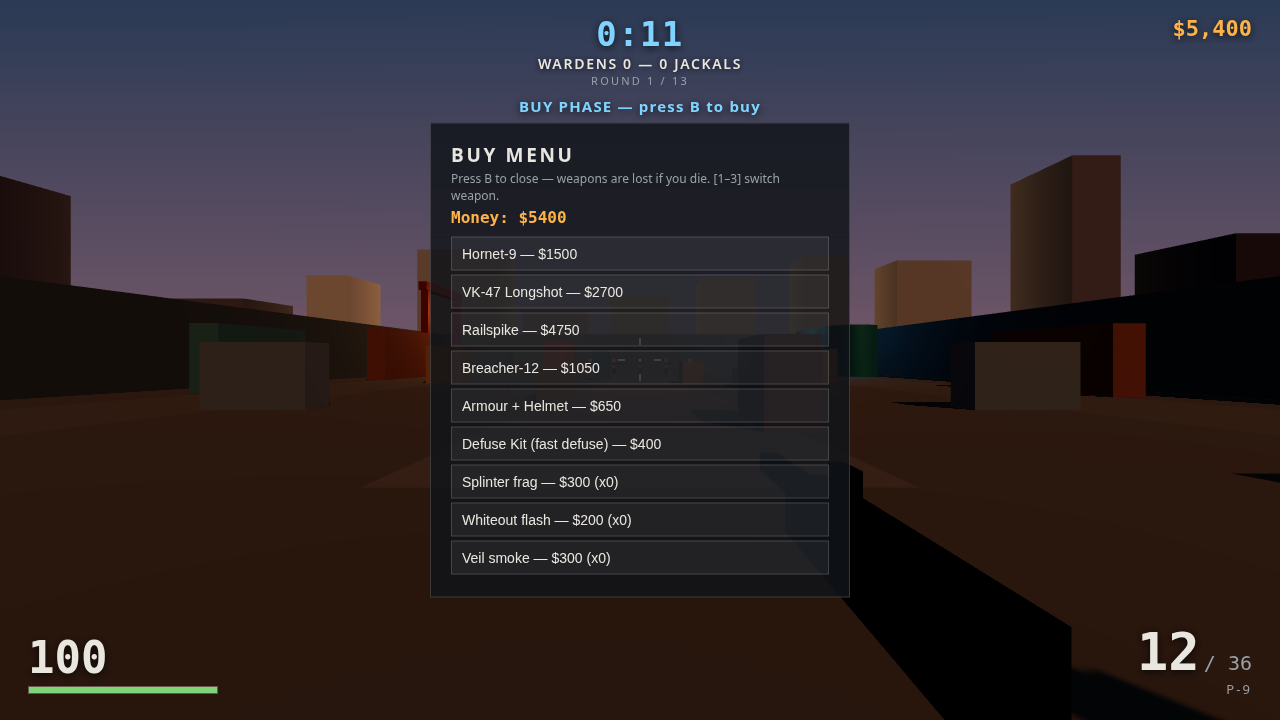 0:11
$5,400
WARDENS 0 — 0 JACKALS
ROUND 1 / 13
BUY PHASE — press B to buy
BUY MENU
Press B to close — weapons are lost if you die. [1–3] switch
weapon.
Money: $5400
Hornet-9 — $1500
VK-47 Longshot — $2700
Railspike — $4750
Breacher-12 — $1050
Armour + Helmet — $650
Defuse Kit (fast defuse) — $400
Splinter frag — $300 (x0)
Whiteout flash — $200 (x0)
Veil smoke — $300 (x0)
100
12 / 36
P-9